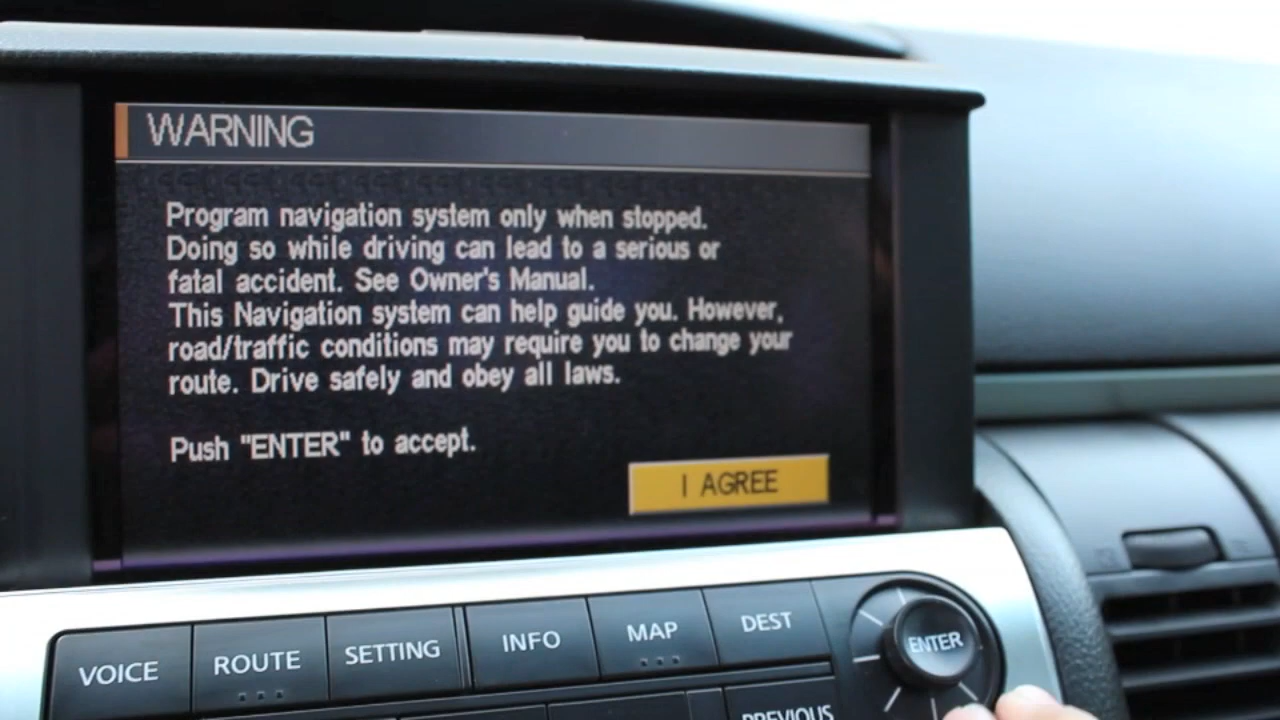 WARNING
Program navigation system only when stopped.
Doing so while driving can lead to a serious or
fatal accident. See Owner's Manual.
This Navigation system can help guide you. However,
road/traffic conditions may require you to change your
route. Drive safely and obey all laws.
Push "ENTER" to accept.
I AGREE
VOICE ROUTE SETTING INFO MAP DEST
ENTER
PREVIOUS